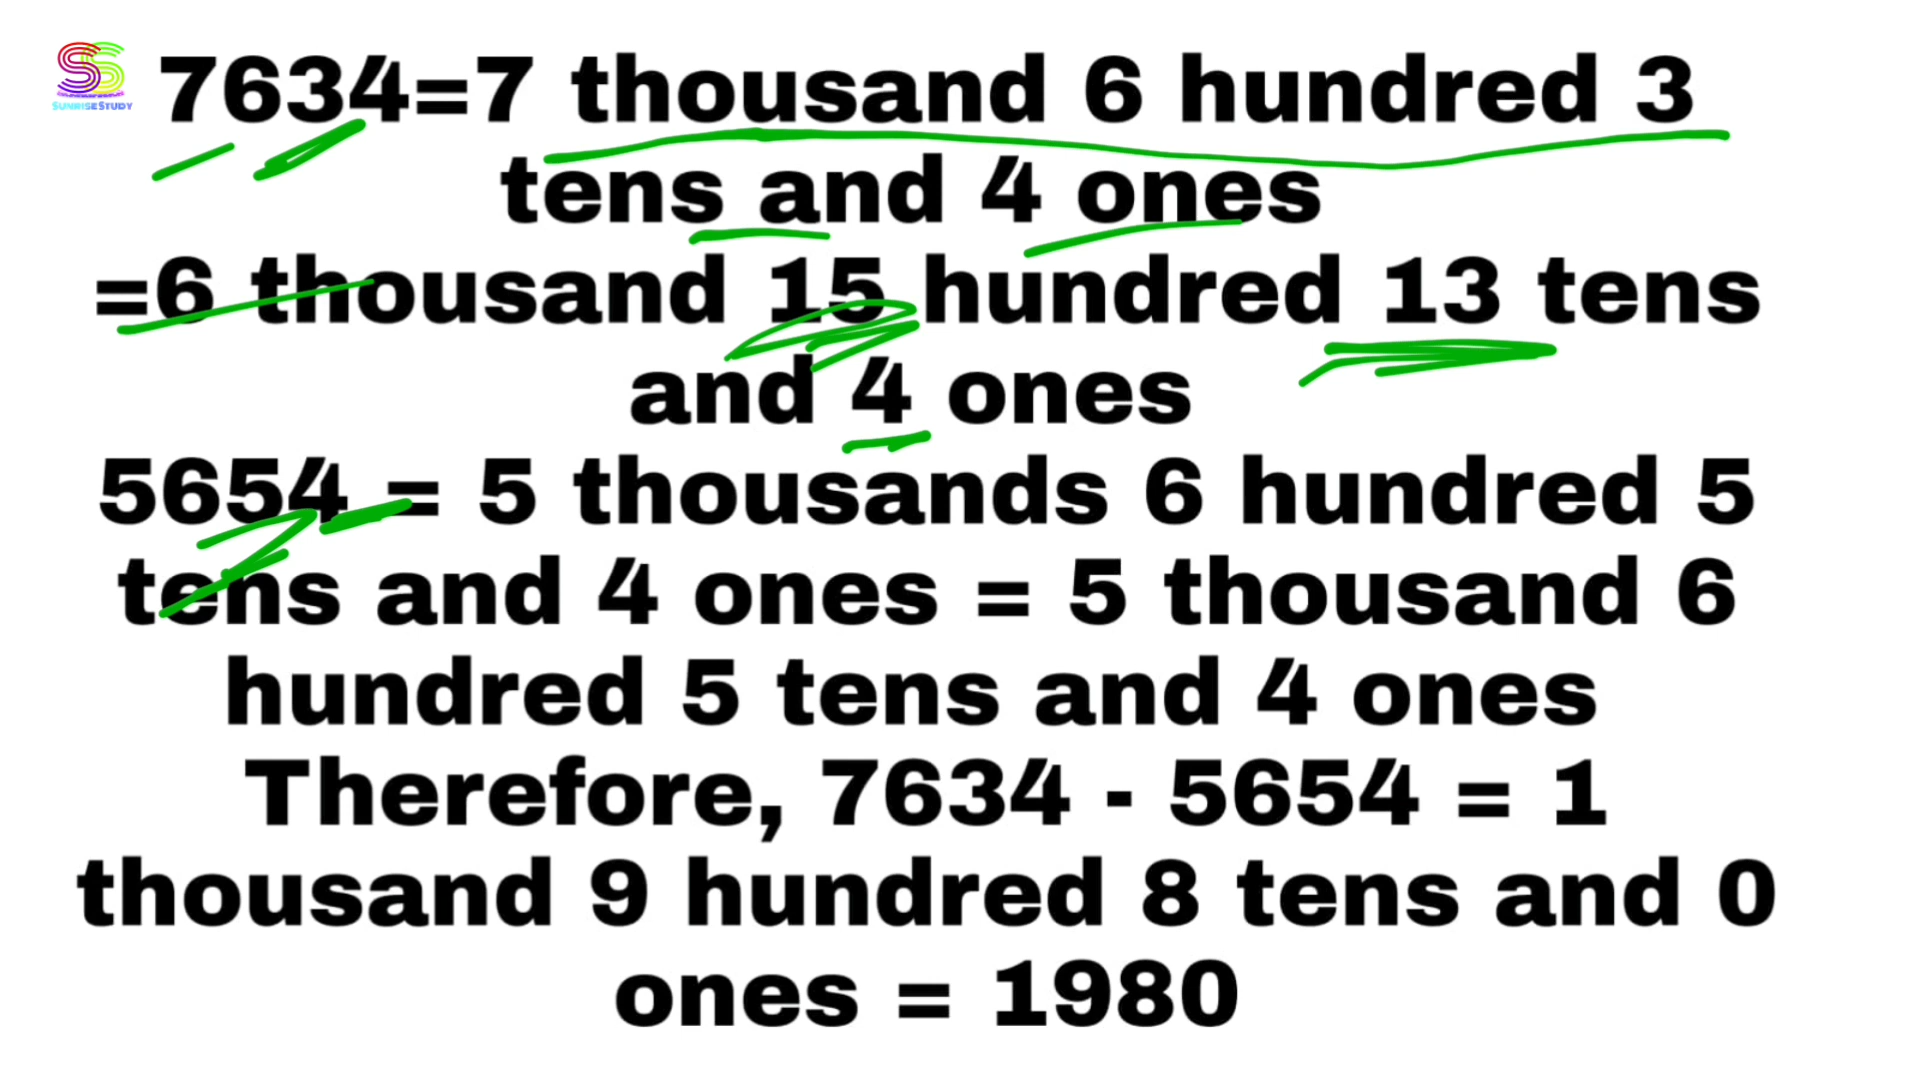 SUNRISE STUDY
7634=7 thousand 6 hundred 3
tens and 4 ones
=6 thousand 15 hundred 13 tens
and 4 ones
5654 = 5 thousands 6 hundred 5
tens and 4 ones = 5 thousand 6
hundred 5 tens and 4 ones
Therefore, 7634 - 5654 = 1
thousand 9 hundred 8 tens and 0
ones = 1980